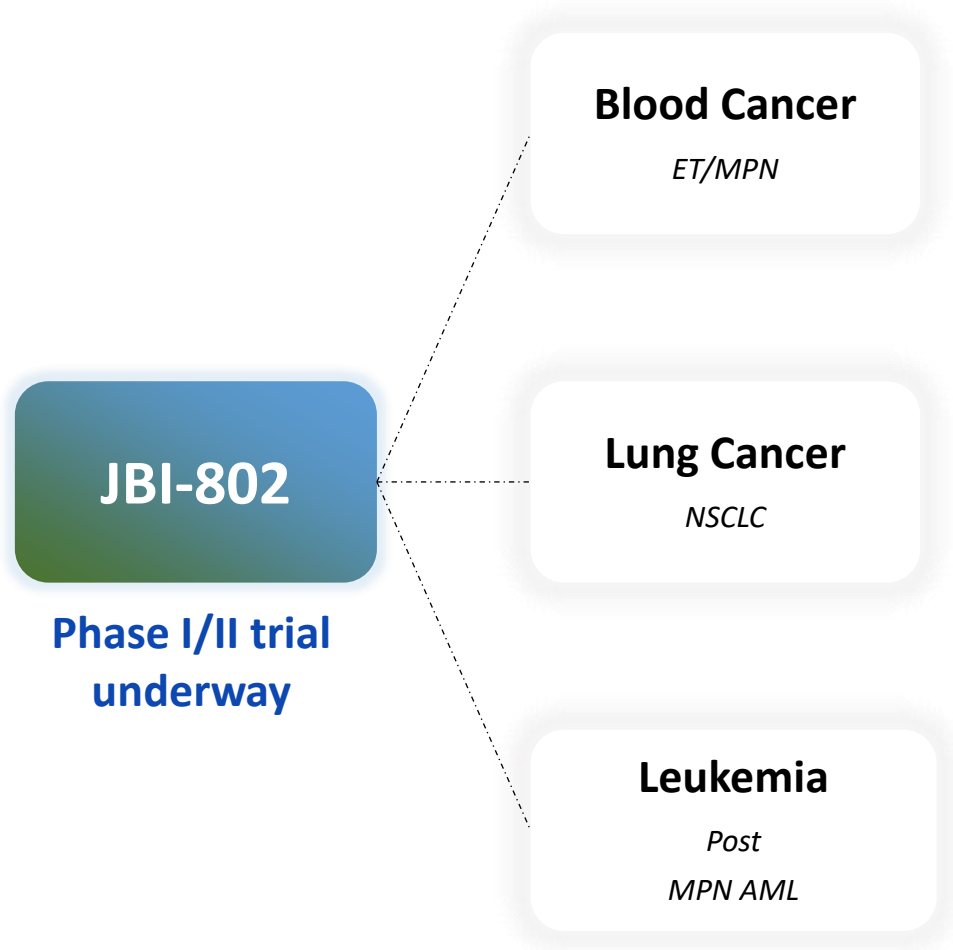 Blood Cancer
ET/MPN
JBI-802
Phase I/II trial
underway
Lung Cancer
NSCLC
Leukemia
Post
MPN AML